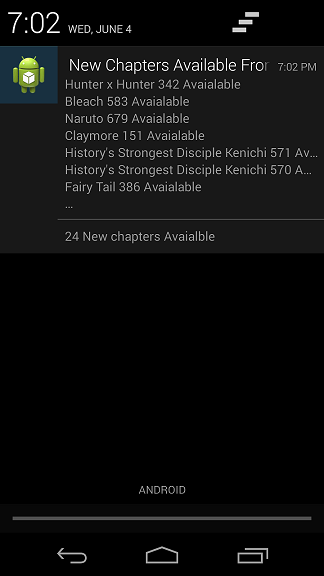 7:02 WED, JUNE 4
New Chapters Available Fro 7:02 PM
Hunter x Hunter 342 Avaialable
Bleach 583 Avaialable
Naruto 679 Avaialable
Claymore 151 Avaialable
History's Strongest Disciple Kenichi 571 Av...
History's Strongest Disciple Kenichi 570 A...
Fairy Tail 386 Avaialable
...
24 New chapters Avaialble
ANDROID